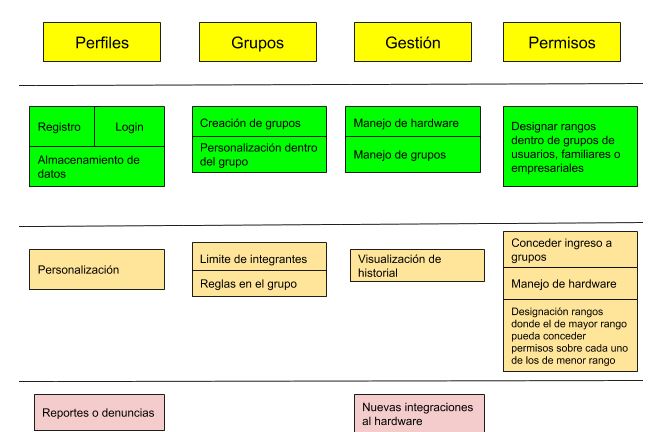 Perfiles
Grupos
Gestión
Permisos
Registro
Login
Almacenamiento de
datos
Creación de grupos
Personalización dentro
del grupo
Manejo de hardware
Manejo de grupos
Designar rangos
dentro de grupos de
usuarios, familiares o
empresariales
Personalización
Limite de integrantes
Reglas en el grupo
Visualización de
historial
Conceder ingreso a
grupos
Manejo de hardware
Designación rangos
donde el de mayor rango
pueda conceder
permisos sobre cada uno
de los de menor rango
Reportes o denuncias
Nuevas integraciones
al hardware